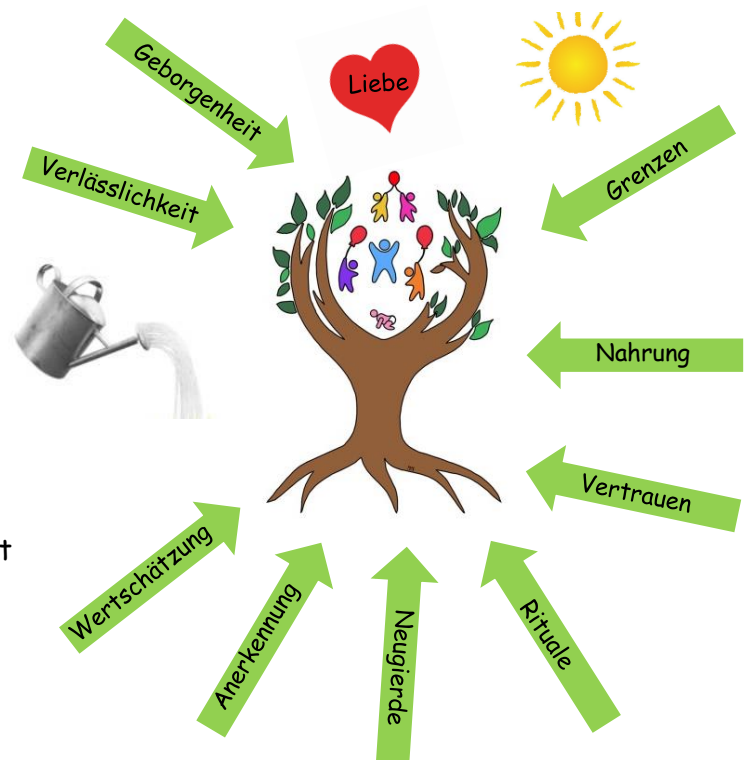 Geborgenheit
Liebe
Verlässlichkeit
Grenzen
Nahrung
Vertrauen
t
Wertschätzung
Anerkennung
Neugierde
Rituale